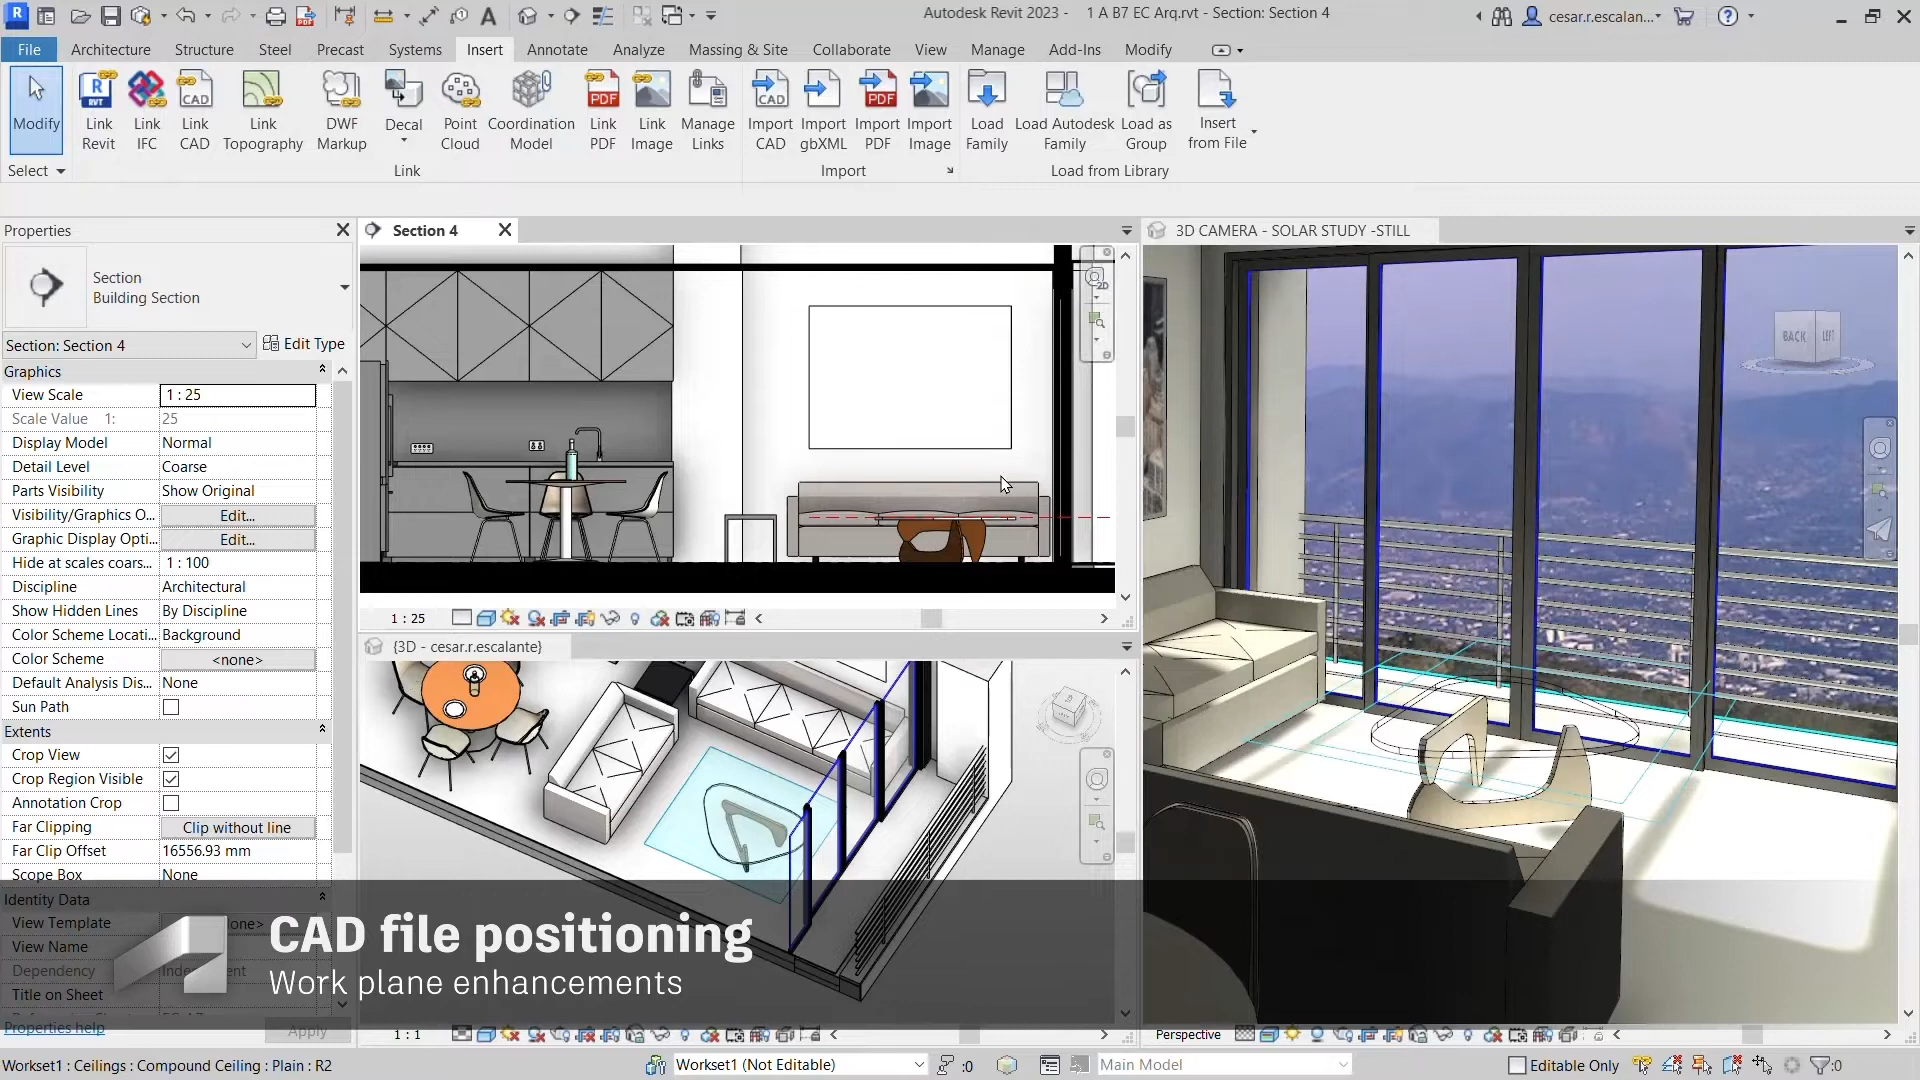 Autodesk Revit 2023 - 1 A B7 EC Arq.rvt - Section: Section 4
cesar.r.escalan...
File Architecture Structure Steel Precast Systems Insert Annotate Analyze Massing & Site Collaborate View Manage Add-Ins Modify
Modify
Link Revit
Link IFC
Link CAD
Link Topography
DWF Markup
Decal
Point Cloud
Coordination Model
Link PDF
Link Image
Manage Links
Import CAD
Import gbXML
Import PDF
Import Image
Load Family
Load Autodesk Family
Load as Group
Insert from File
Select Link Import Load from Library
Properties
Section
Building Section
Section: Section 4 Edit Type
Graphics
View Scale 1 : 25
Scale Value 1: 25
Display Model Normal
Detail Level Coarse
Parts Visibility Show Original
Visibility/Graphics O... Edit...
Graphic Display Opti... Edit...
Hide at scales coars... 1 : 100
Discipline Architectural
Show Hidden Lines By Discipline
Color Scheme Locati... Background
Color Scheme <none>
Default Analysis Dis... None
Sun Path
Extents
Crop View
Crop Region Visible
Annotation Crop
Far Clipping Clip without line
Far Clip Offset 16556.93 mm
Scope Box None
Identity Data
View Template
View Name
Dependency
Title on Sheet
Properties help Apply
Section 4
1 : 25
{3D - cesar.r.escalante}
1 : 1
3D CAMERA - SOLAR STUDY -STILL
BACK LEFT
Perspective
CAD file positioning
Work plane enhancements
Workset1 : Ceilings : Compound Ceiling : Plain : R2
Workset1 (Not Editable) :0 Main Model Editable Only :0